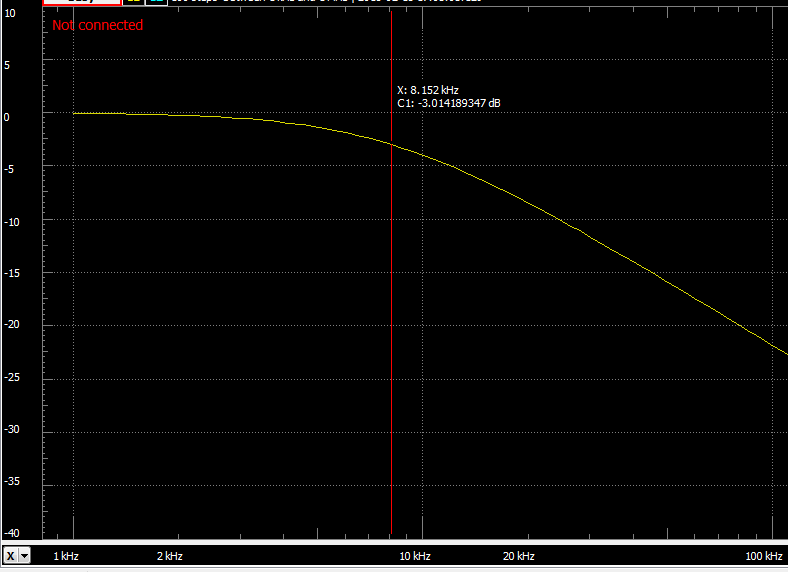 10
Not connected
5
X: 8.152 kHz
C1: -3.014189347 dB
0
-5
-10
-15
-20
-25
-30
-35
-40
X
1 kHz
2 kHz
10 kHz
20 kHz
100 kHz